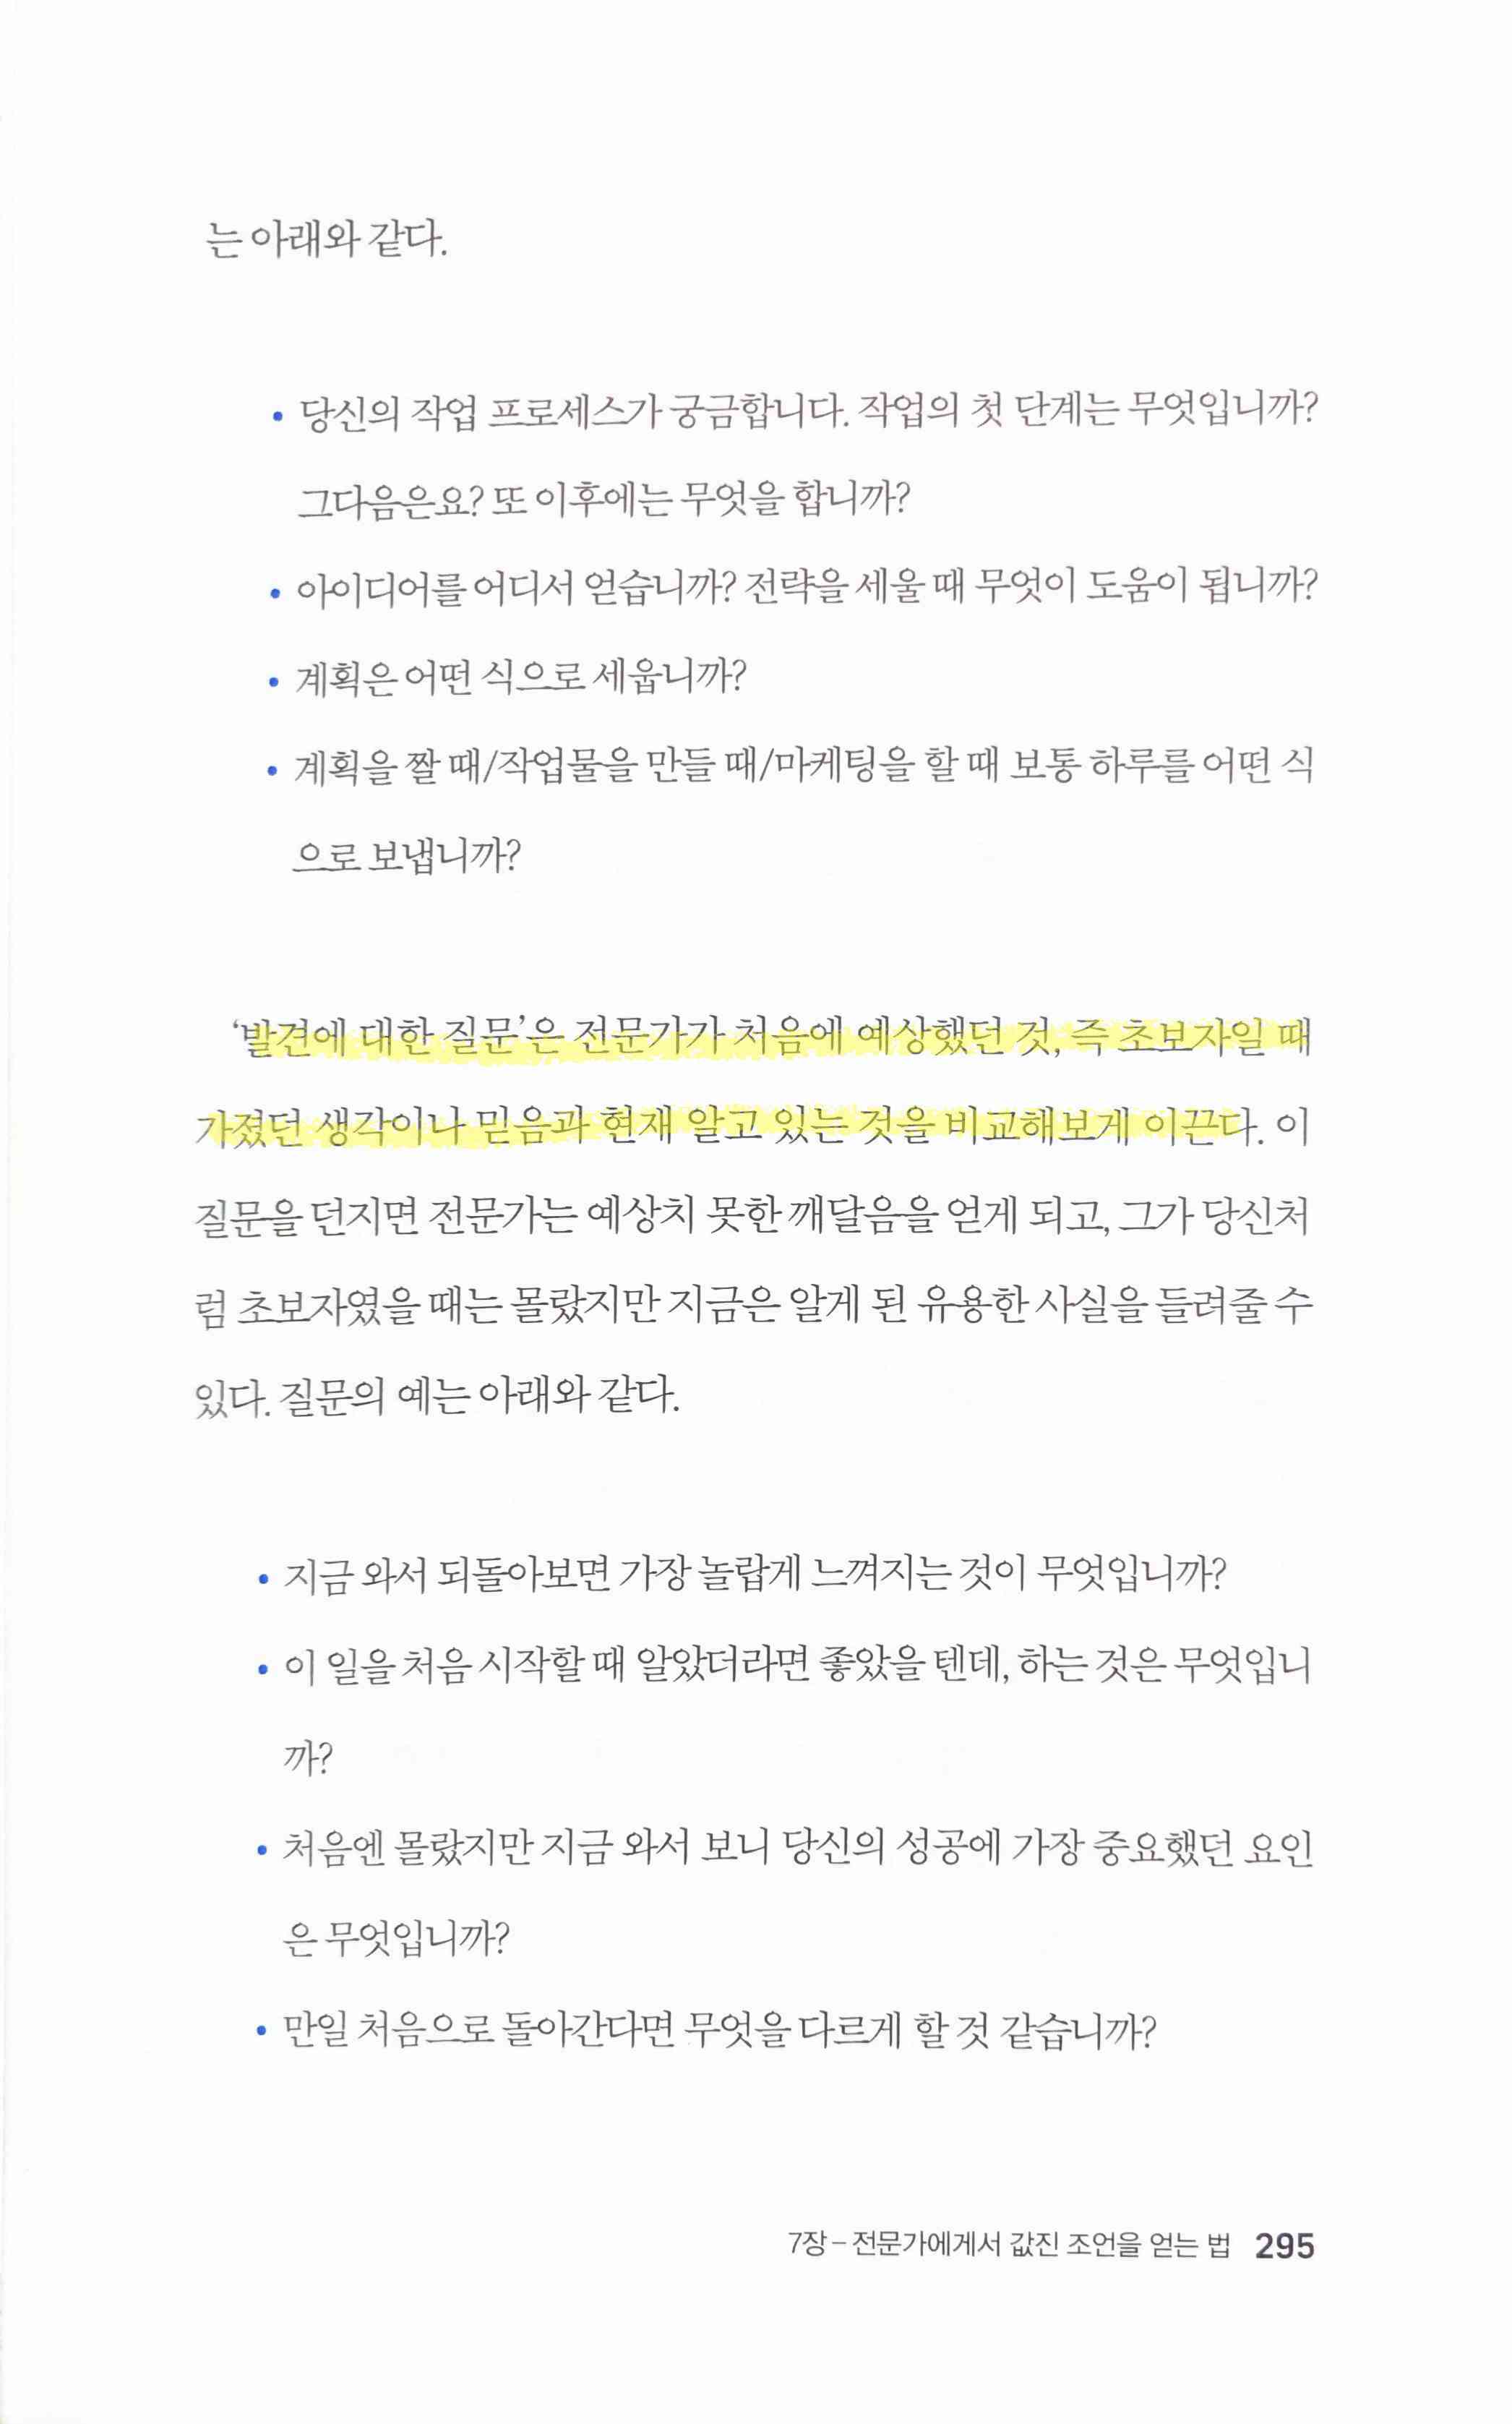 는 아래와 같다.
• 당신의 작업 프로세스가 궁금합니다. 작업의 첫 단계는 무엇입니까?
그다음은요? 또 이후에는 무엇을 합니까?
• 아이디어를 어디서 얻습니까? 전략을 세울 때 무엇이 도움이 됩니까?
• 계획은 어떤 식으로 세웁니까?
• 계획을 짤 때/작업물을 만들 때/마케팅을 할 때 보통 하루를 어떤 식
으로 보냅니까?
‘발견에 대한 질문’은 전문가가 처음에 예상했던 것, 즉 초보자일 때
가졌던 생각이나 믿음과 현재 알고 있는 것을 비교해보게 이끈다. 이
질문을 던지면 전문가는 예상치 못한 깨달음을 얻게 되고, 그가 당신처
럼 초보자였을 때는 몰랐지만 지금은 알게 된 유용한 사실을 들려줄 수
있다. 질문의 예는 아래와 같다.
• 지금 와서 되돌아보면 가장 놀랍게 느껴지는 것이 무엇입니까?
• 이 일을 처음 시작할 때 알았더라면 좋았을 텐데, 하는 것은 무엇입니
까?
• 처음엔 몰랐지만 지금 와서 보니 당신의 성공에 가장 중요했던 요인
은 무엇입니까?
• 만일 처음으로 돌아간다면 무엇을 다르게 할 것 같습니까?
7장 – 전문가에게서 값진 조언을 얻는 법 295